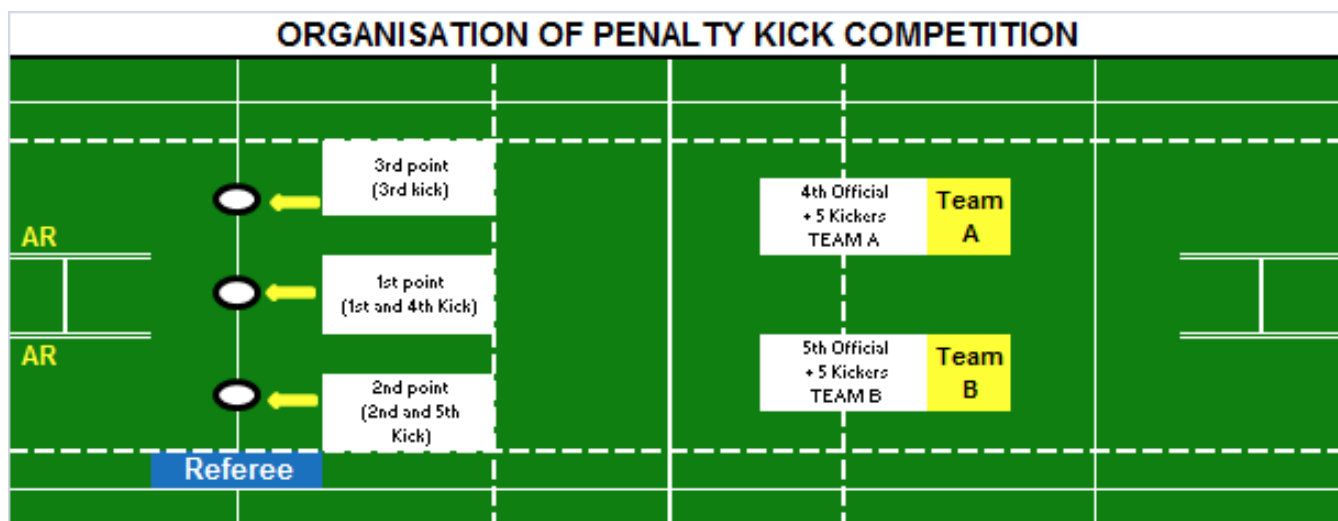 ORGANISATION OF PENALTY KICK COMPETITION
3rd point
(3rd kick)
4th Official
+ 5 Kickers
TEAM A
Team
A
AR
1st point
(1st and 4th Kick)
AR
5th Official
+ 5 Kickers
TEAM B
Team
B
2nd point
(2nd and 5th
Kick)
Referee